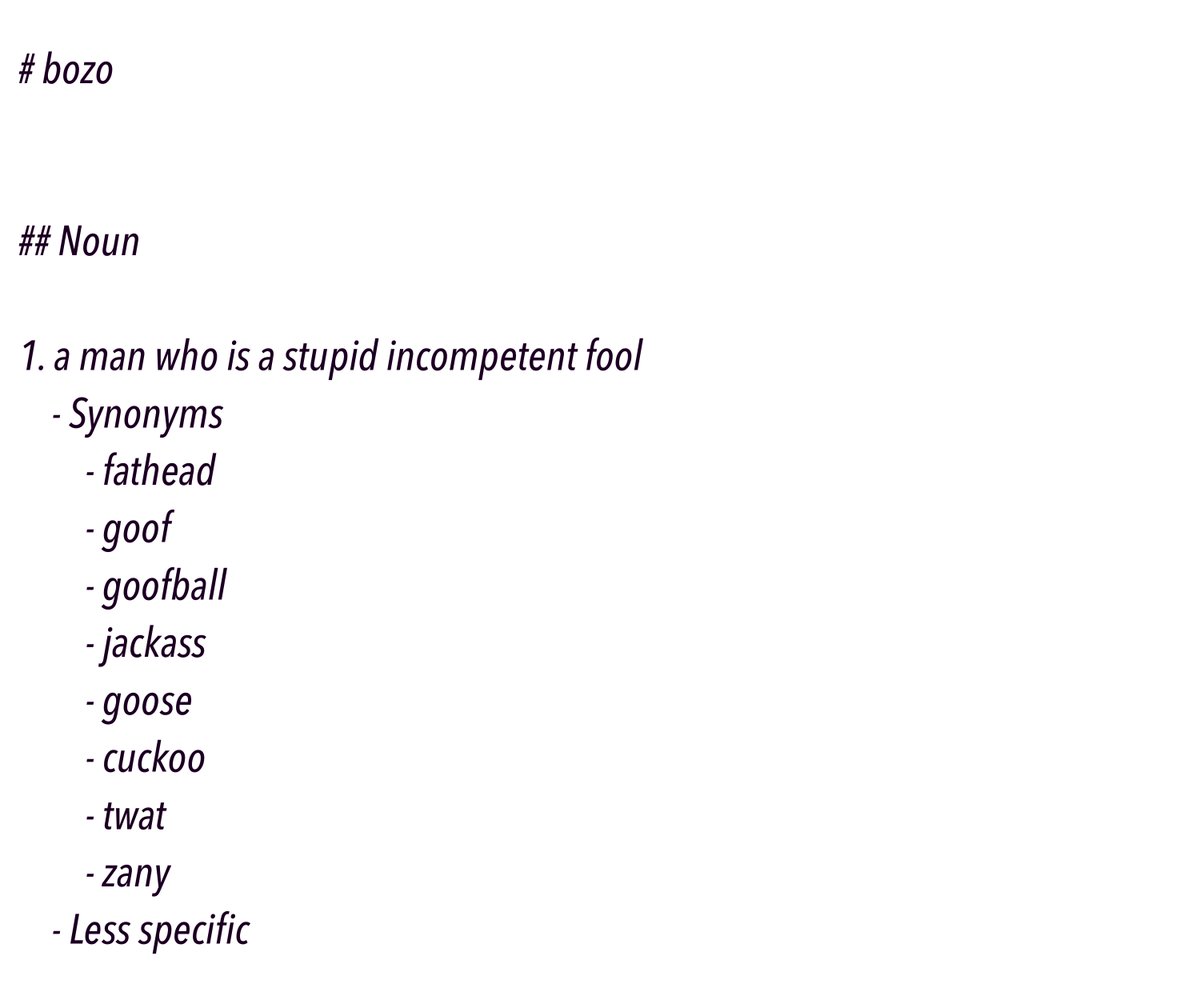 # bozo
## Noun
1. a man who is a stupid incompetent fool
- Synonyms
- fathead
- goof
- goofball
- jackass
- goose
- cuckoo
- twat
- zany
- Less specific